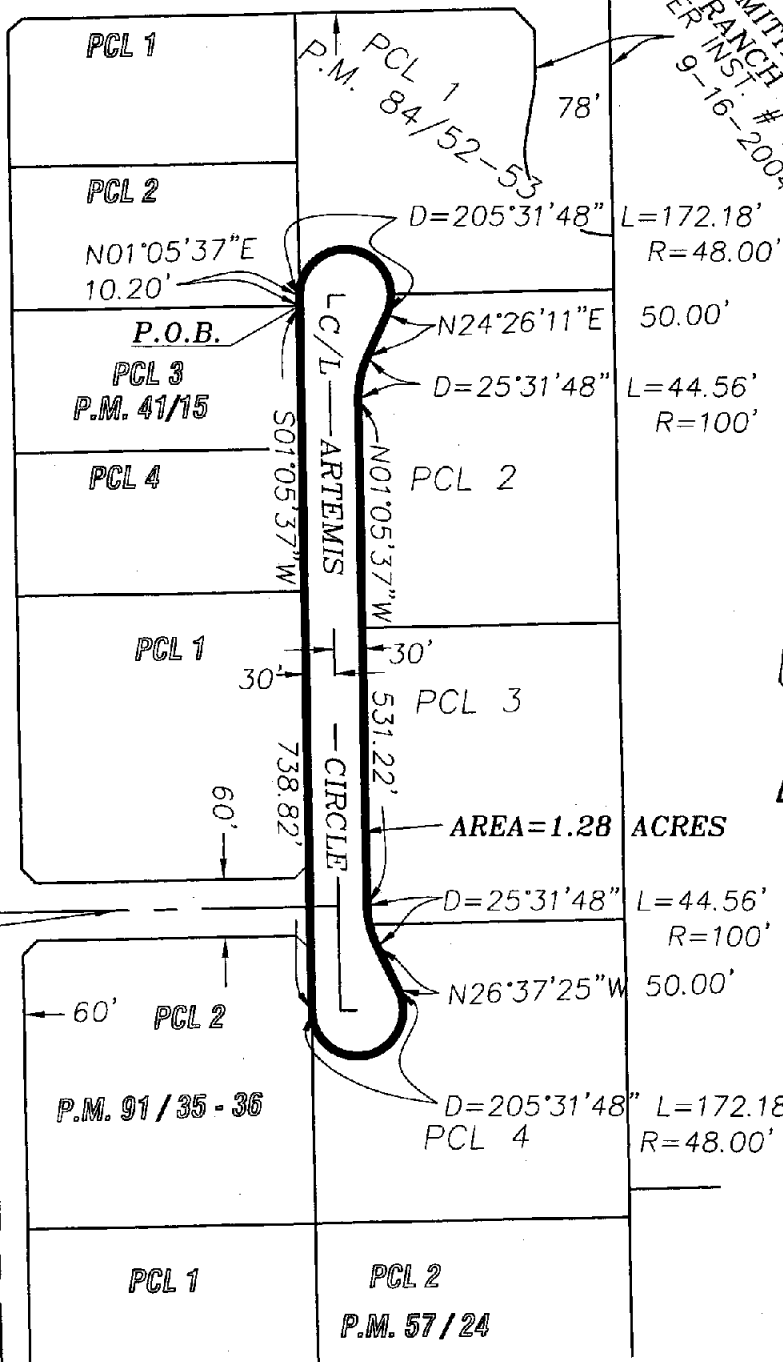 PCL 1
PCL 1
P.M. 84/52-53
RANCH
INST. #
9-16-2004
78'
PCL 2
D=205°31'48" L=172.18'
R=48.00'
N01°05'37"E
10.20'
P.O.B.
N24°26'11"E 50.00'
PCL 3
P.M. 41/15
D=25°31'48" L=44.56'
R=100'
C/L ARTEMIS CIRCLE
S01°05'37"W
738.82'
N01°05'37"W
531.22'
PCL 4
PCL 2
PCL 1
30'
30'
PCL 3
60'
AREA=1.28 ACRES
D=25°31'48" L=44.56'
R=100'
N26°37'25"W 50.00'
60'
PCL 2
P.M. 91/35-36
D=205°31'48" L=172.18
R=48.00'
PCL 4
PCL 1
PCL 2
P.M. 57/24